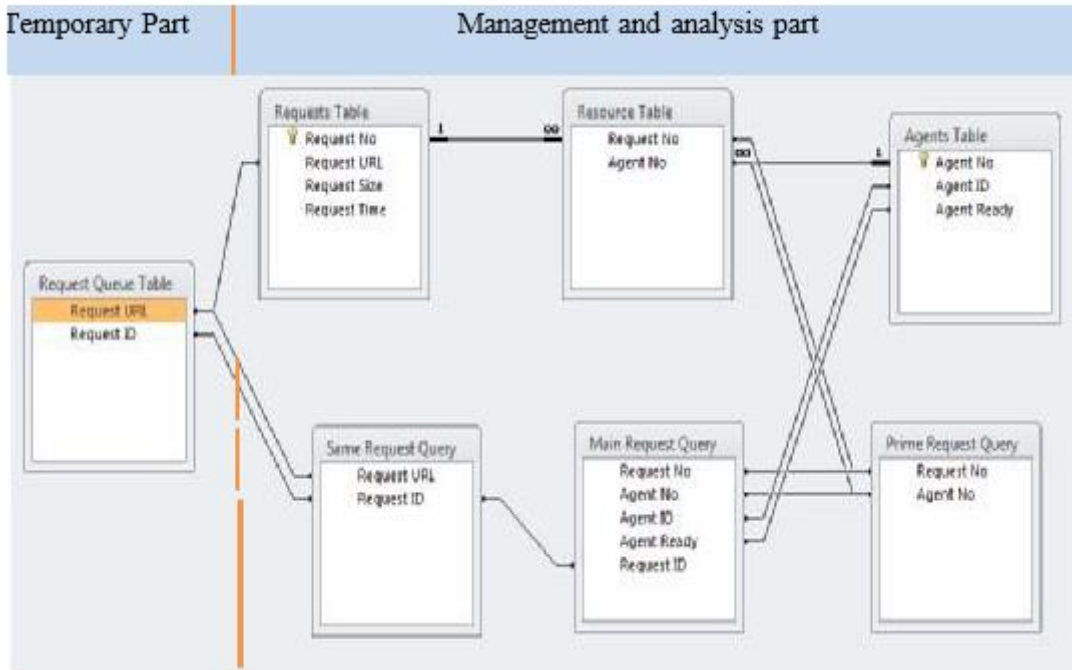 Temporary Part
Management and analysis part
Requests Table
Request No
Request URL
Request Size
Request Time
1
∞
Resource Table
Request No
Agent No
∞
1
Agents Table
Agent No
Agent ID
Agent Ready
Request Queue Table
Request URL
Request ID
Same Request Query
Request URL
Request ID
Main Request Query
Request No
Agent No
Agent ID
Agent Ready
Request ID
Prime Request Query
Request No
Agent No